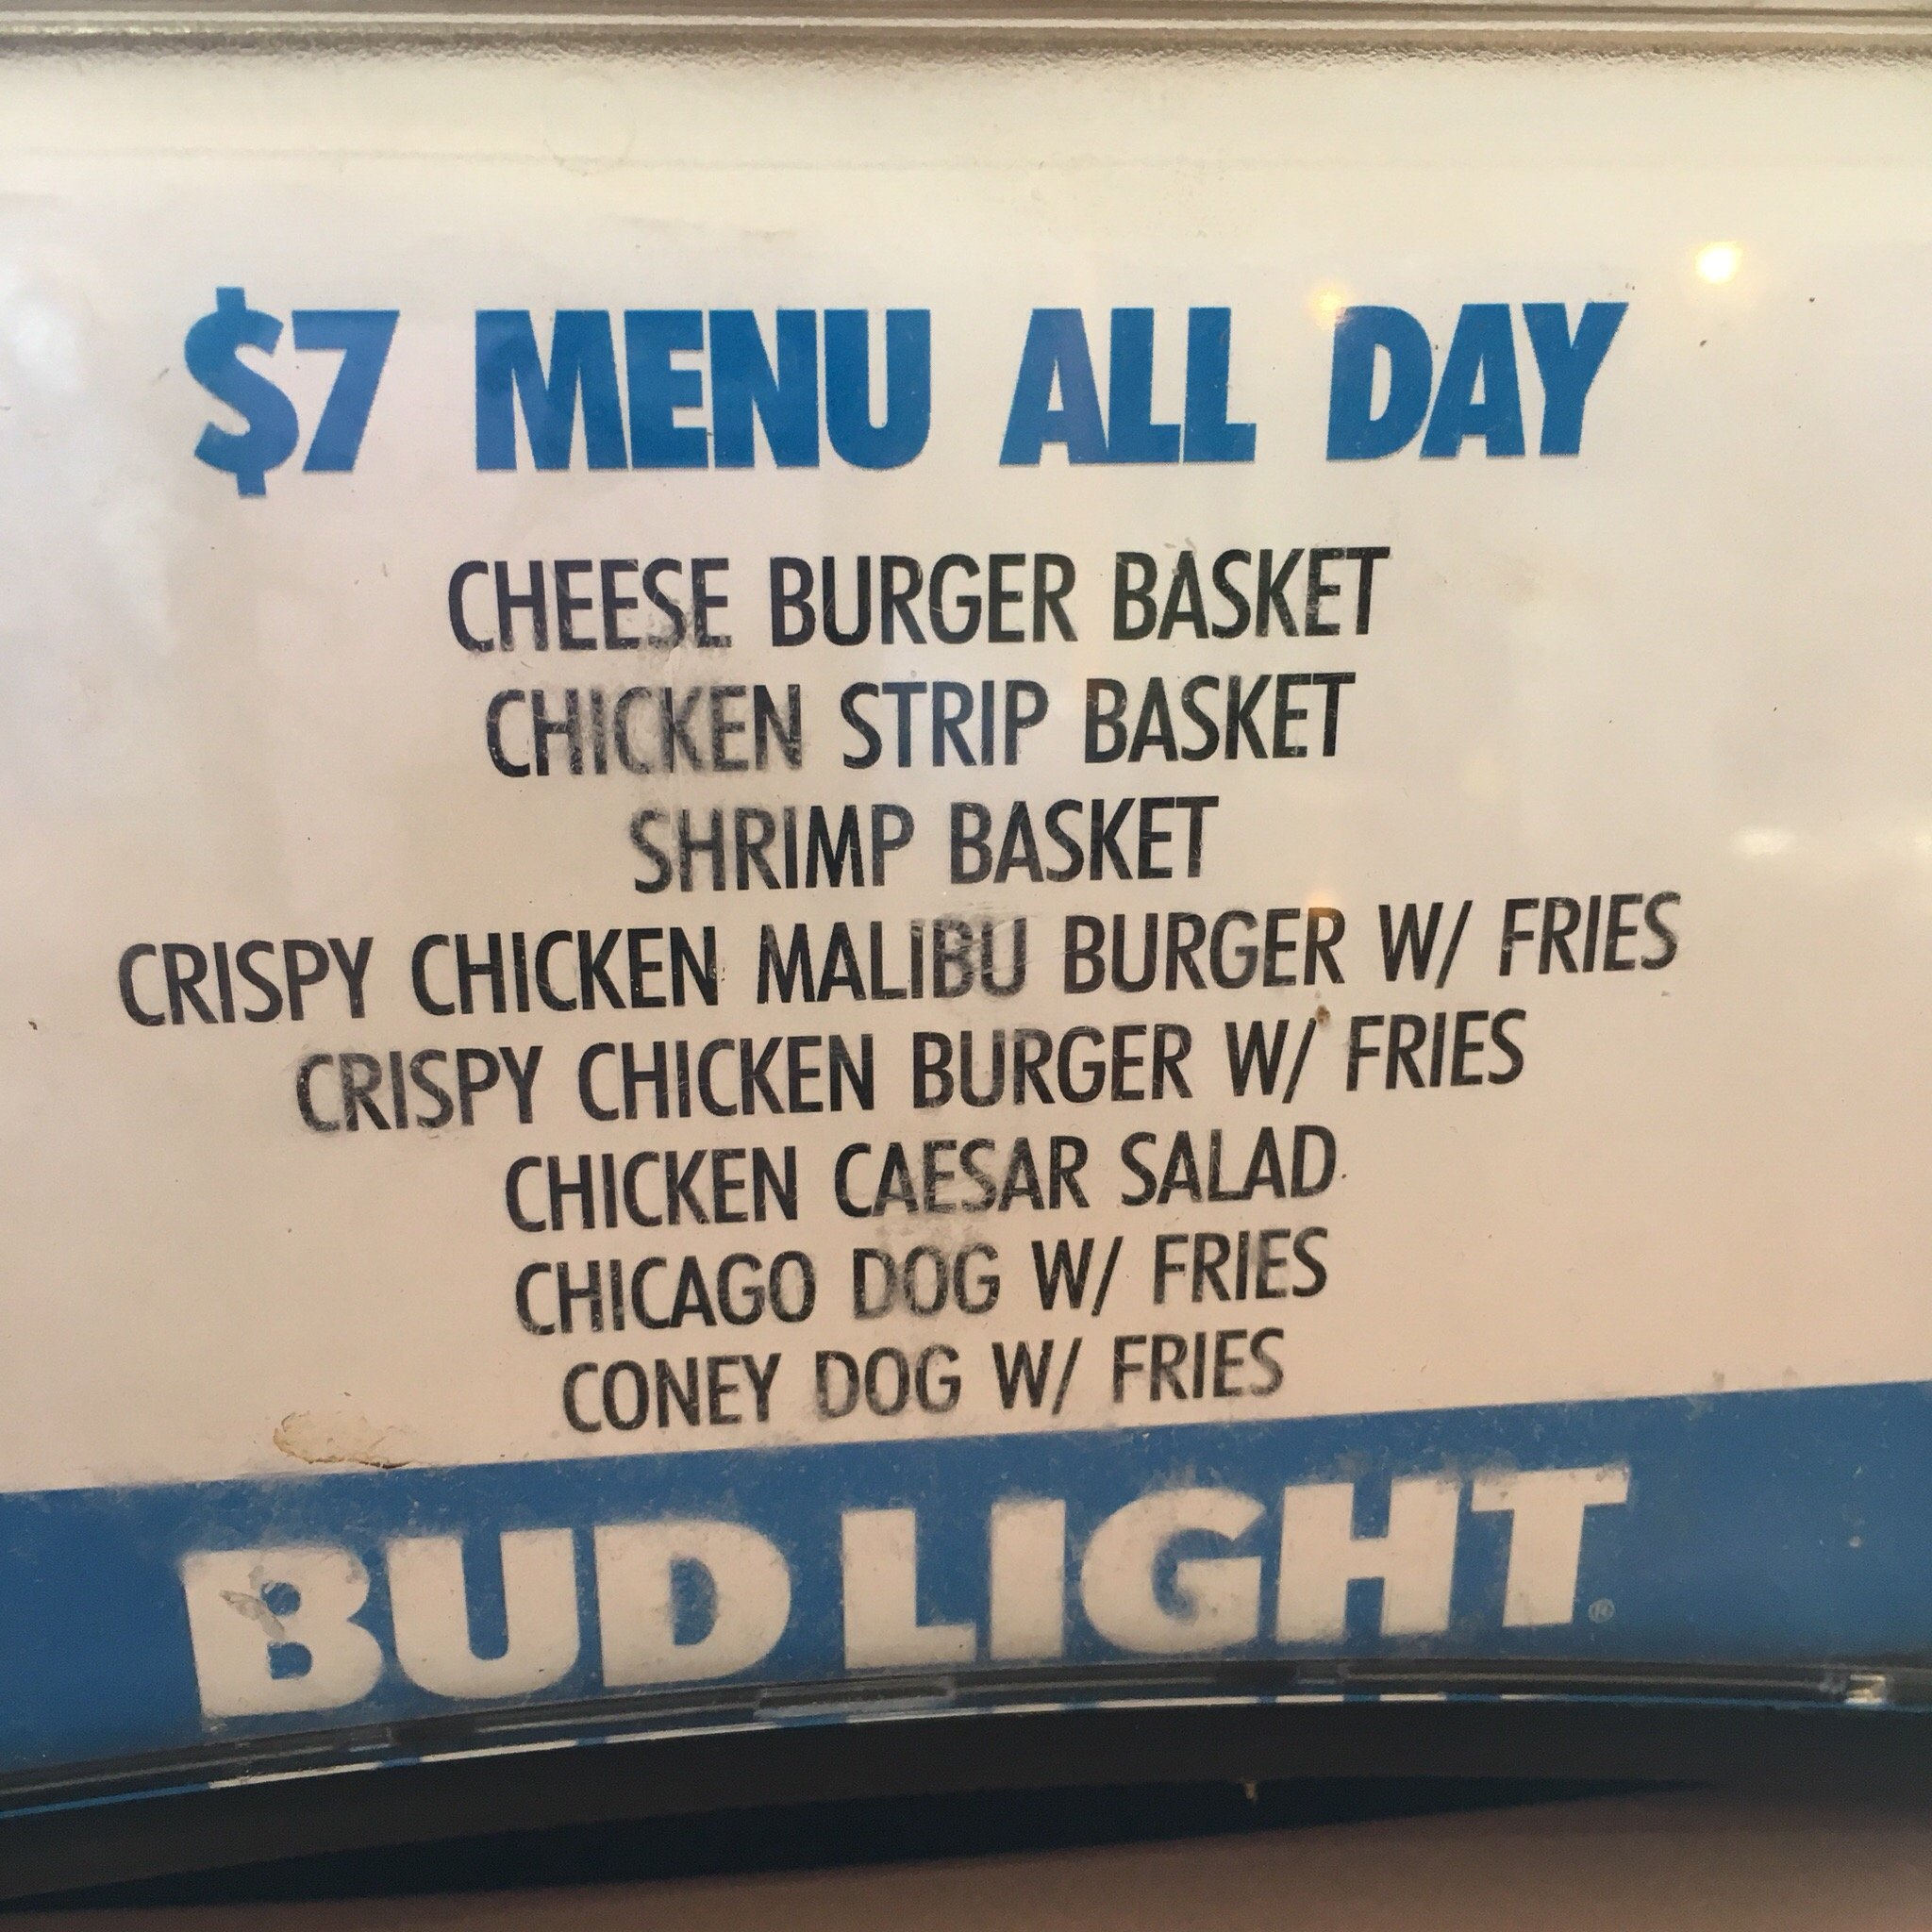 $7 MENU ALL DAY
CHEESE BURGER BASKET
CHICKEN STRIP BASKET
SHRIMP BASKET
CRISPY CHICKEN MALIBU BURGER W/ FRIES
CRISPY CHICKEN BURGER W/ FRIES
CHICKEN CAESAR SALAD
CHICAGO DOG W/ FRIES
CONEY DOG W/ FRIES
BUD LIGHT®